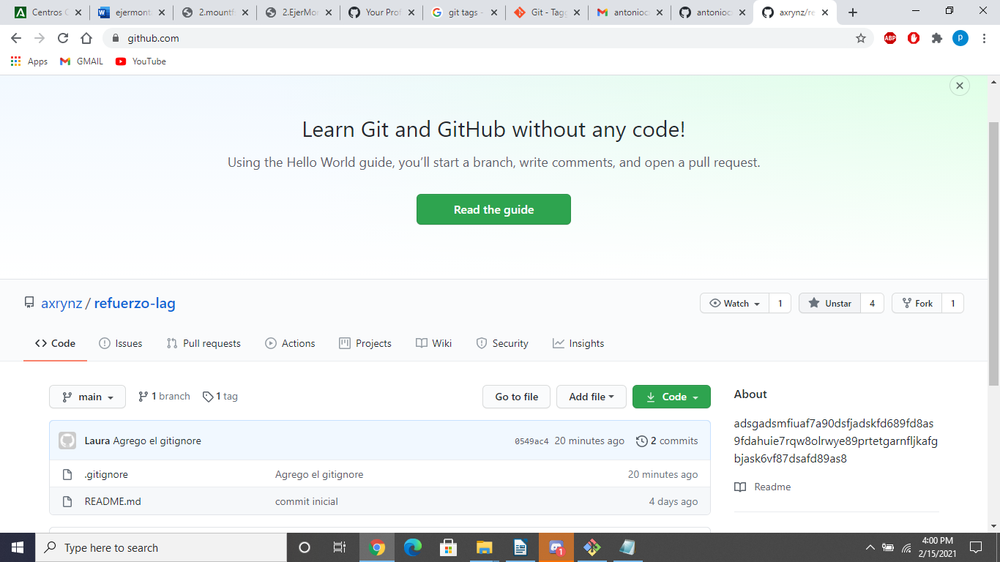 Centros C
ejermont
2.mountf
2.EjerMor
Your Prof
git tags -
Git - Tagg
antonioc
antonioc
axrynz/re
github.com
ABP
P
Apps
GMAIL
YouTube
Learn Git and GitHub without any code!
Using the Hello World guide, you’ll start a branch, write comments, and open a pull request.
Read the guide
axrynz / refuerzo-lag
Watch 1
Unstar 4
Fork 1
Code
Issues
Pull requests
Actions
Projects
Wiki
Security
Insights
main
1 branch
1 tag
Go to file
Add file
Code
Laura Agrego el gitignore 0549ac4 20 minutes ago 2 commits
.gitignore Agrego el gitignore 20 minutes ago
README.md commit inicial 4 days ago
About
adsgadsmfiuaf7a90dsfjadskfd689fd8as
9fdahuie7rqw8olrwye89prtetgarnfljkafg
bjask6vf87dsafd89as8
Readme
Type here to search
1
4:00 PM
2/15/2021